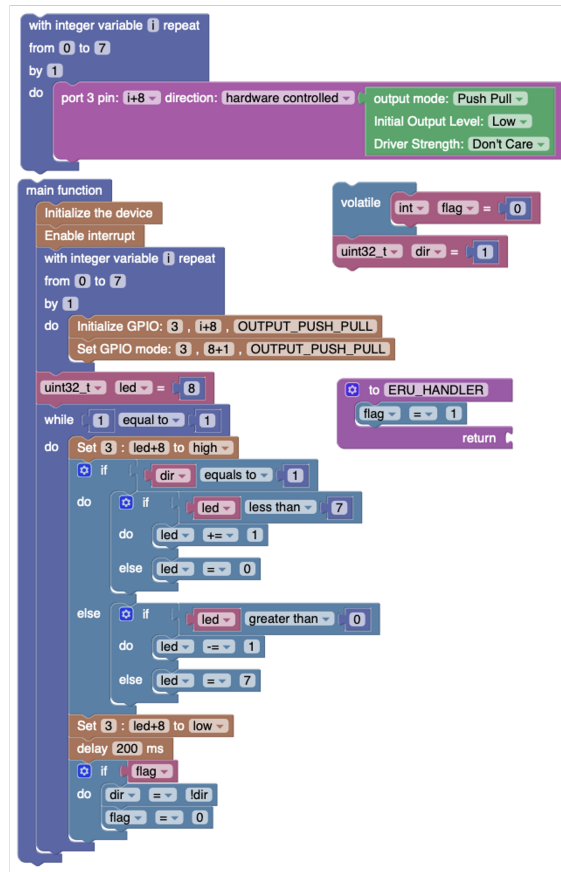 with integer variable i repeat
from 0 to 7
by 1
do port 3 pin: i+8 direction: hardware controlled output mode: Push Pull
Initial Output Level: Low
Driver Strength: Don't Care
main function
Initialize the device
Enable interrupt
with integer variable i repeat
from 0 to 7
by 1
do Initialize GPIO: 3 , i+8 , OUTPUT_PUSH_PULL
Set GPIO mode: 3 , 8+1 , OUTPUT_PUSH_PULL
uint32_t led = 8
while 1 equal to 1
do Set 3 : led+8 to high
if dir equals to 1
do if led less than 7
do led += 1
else led = 0
else if led greater than 0
do led -= 1
else led = 7
Set 3 : led+8 to low
delay 200 ms
if flag
do dir = !dir
flag = 0
volatile int flag = 0
uint32_t dir = 1
to ERU_HANDLER
flag = 1
return